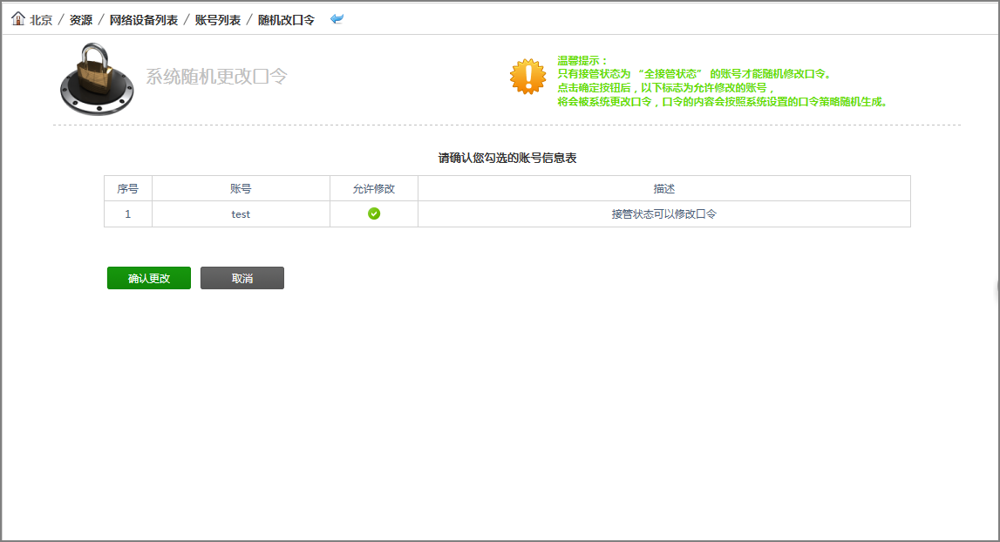 北京 / 资源 / 网络设备列表 / 账号列表 / 随机改口令
系统随机更改口令
温馨提示：
只有接管状态为 “全接管状态” 的账号才能随机修改口令。
点击确定按钮后，以下标志为允许修改的账号，
将会被系统更改口令，口令的内容会按照系统设置的口令策略随机生成。
请确认您勾选的账号信息表
序号 账号 允许修改 描述
1 test 接管状态可以修改口令
确认更改 取消